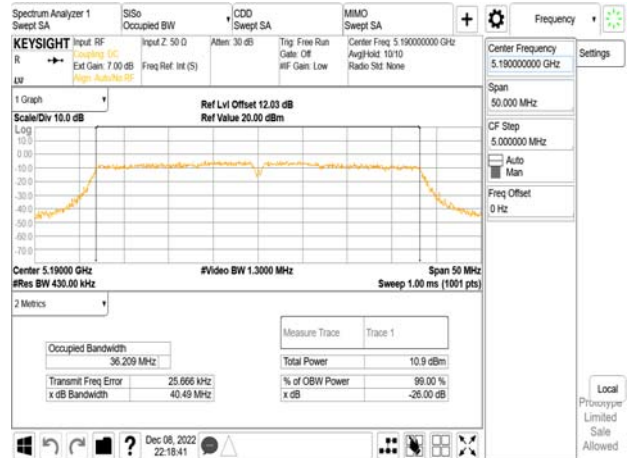 Spectrum Analyzer 1
Swept SA
SiSo
Occupied BW
CDD
Swept SA
MIMO
Swept SA
+
Frequency
KEYSIGHT
R
LXI
Input: RF
Coupling: DC
Ext Gain: 7.00 dB
Align: Auto/No RF
Input Z: 50 Ω
Freq Ref: Int (S)
Atten: 30 dB
Trig: Free Run
Gate: Off
#IF Gain: Low
Center Freq: 5.190000000 GHz
Avg|Hold: 10/10
Radio Std: None
Center Frequency
5.190000000 GHz
Settings
Span
50.000 MHz
CF Step
5.000000 MHz
Auto
Man
Freq Offset
0 Hz
1 Graph
Scale/Div 10.0 dB
Ref Lvl Offset 12.03 dB
Ref Value 20.00 dBm
Log
10.0
0.00
-10.0
-20.0
-30.0
-40.0
-50.0
-60.0
-70.0
Center 5.19000 GHz
#Res BW 430.00 kHz
#Video BW 1.3000 MHz
Span 50 MHz
Sweep 1.00 ms (1001 pts)
2 Metrics
Measure Trace Trace 1
Occupied Bandwidth
36.209 MHz
Total Power 10.9 dBm
Transmit Freq Error 25.666 kHz
% of OBW Power 99.00 %
x dB Bandwidth 40.49 MHz
x dB -26.00 dB
Local
Prototype
Limited
Sale
Allowed
?
Dec 08, 2022
22:18:41